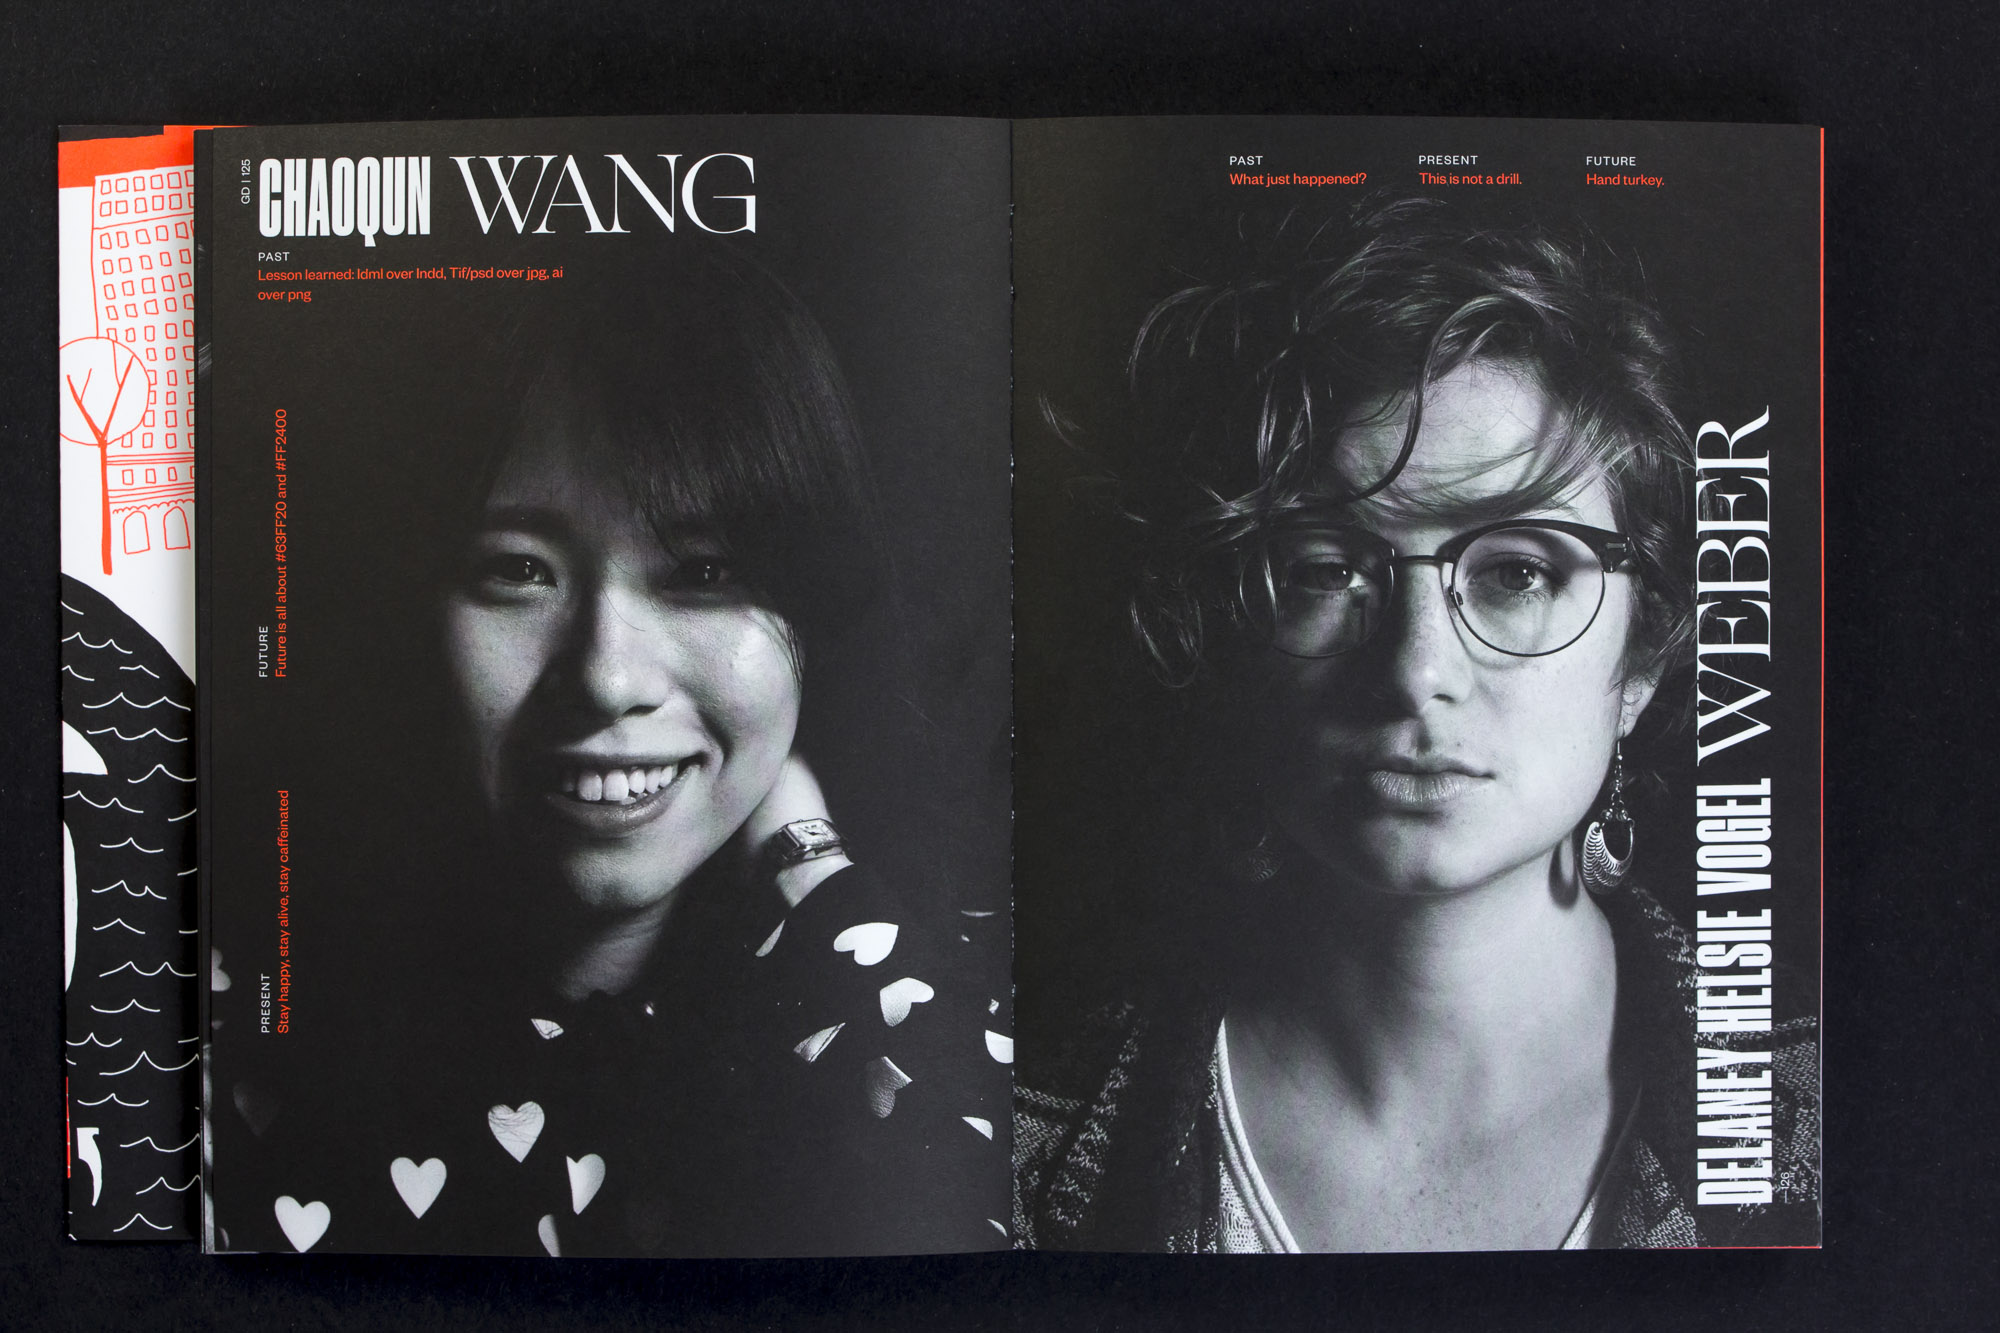 GD | 125
CHAOQUN WANG
PAST
Lesson learned: Idml over Indd, Tif/psd over jpg, ai
over png
FUTURE
Future is all about #63FF20 and #FF2400
PRESENT
Stay happy, stay alive, stay caffeinated
PAST
What just happened?
PRESENT
This is not a drill.
FUTURE
Hand turkey.
DELANEY HELSIE VOGEL WEBER
—126